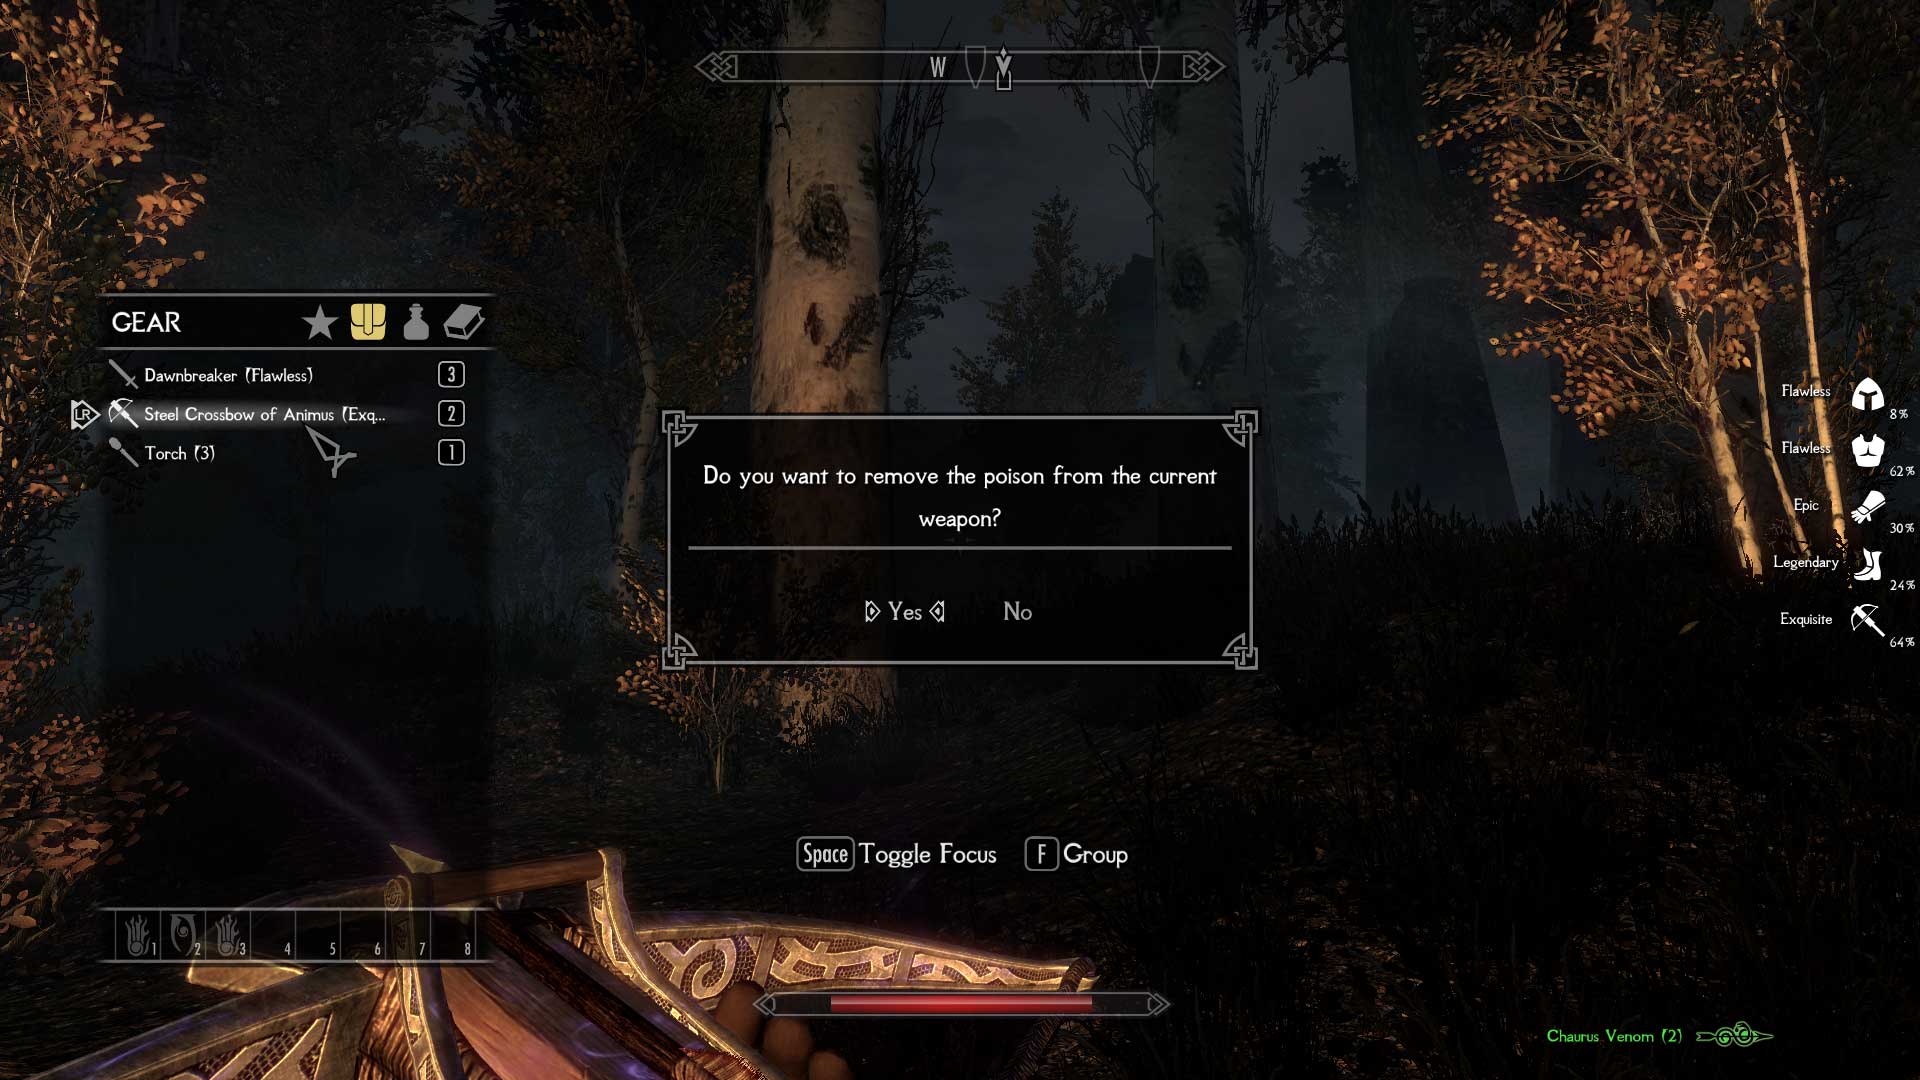 W
GEAR
Dawnbreaker (Flawless) 3
LR Steel Crossbow of Animus (Exq... 2
Torch (3) 1
Do you want to remove the poison from the current
weapon?
Yes No
Flawless 8%
Flawless 62%
Epic 30%
Legendary 24%
Exquisite 64%
Space Toggle Focus F Group
1 2 3 4 5 6 7 8
Chaurus Venom (2)